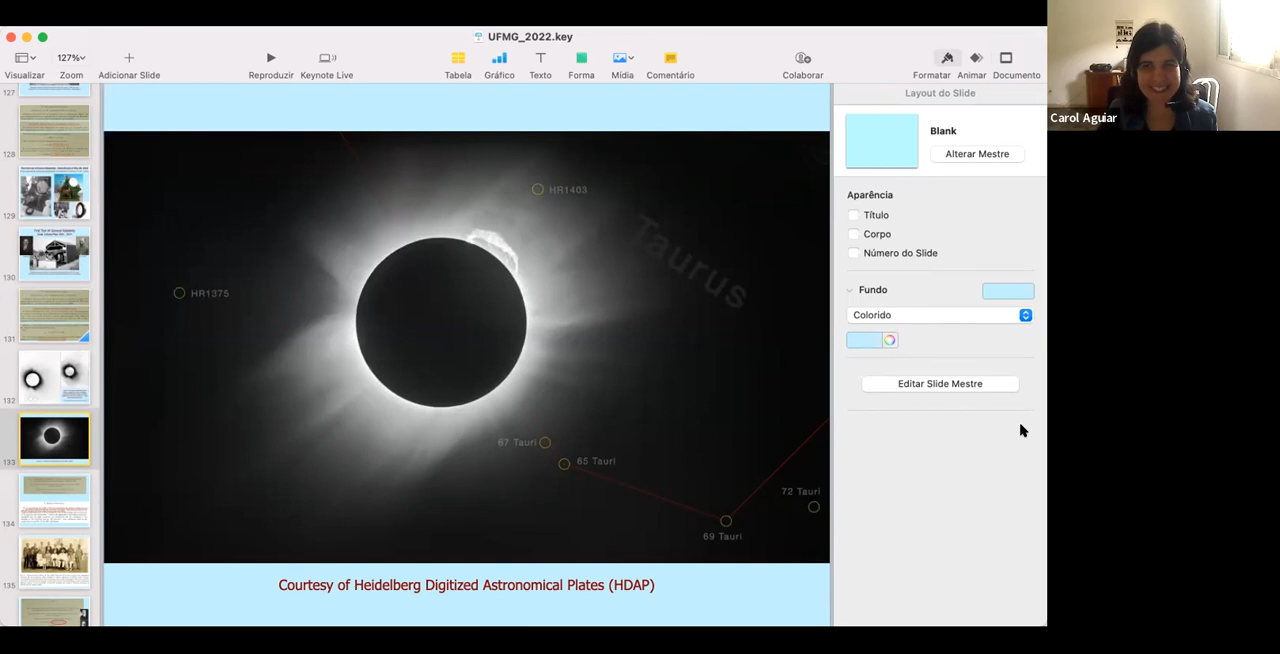 UFMG_2022.key
127%
Visualizar
Zoom
Adicionar Slide
Reproduzir
Keynote Live
Tabela
Gráfico
Texto
Forma
Mídia
Comentário
Colaborar
Formatar
Animar
Documento
Layout do Slide
Blank
Alterar Mestre
Aparência
Título
Corpo
Número do Slide
Fundo
Colorido
Editar Slide Mestre
127
128
129
130
131
132
133
134
135
HR1403
Taurus
HR1375
67 Tauri
65 Tauri
72 Tauri
69 Tauri
Courtesy of Heidelberg Digitized Astronomical Plates (HDAP)
Carol Aguiar